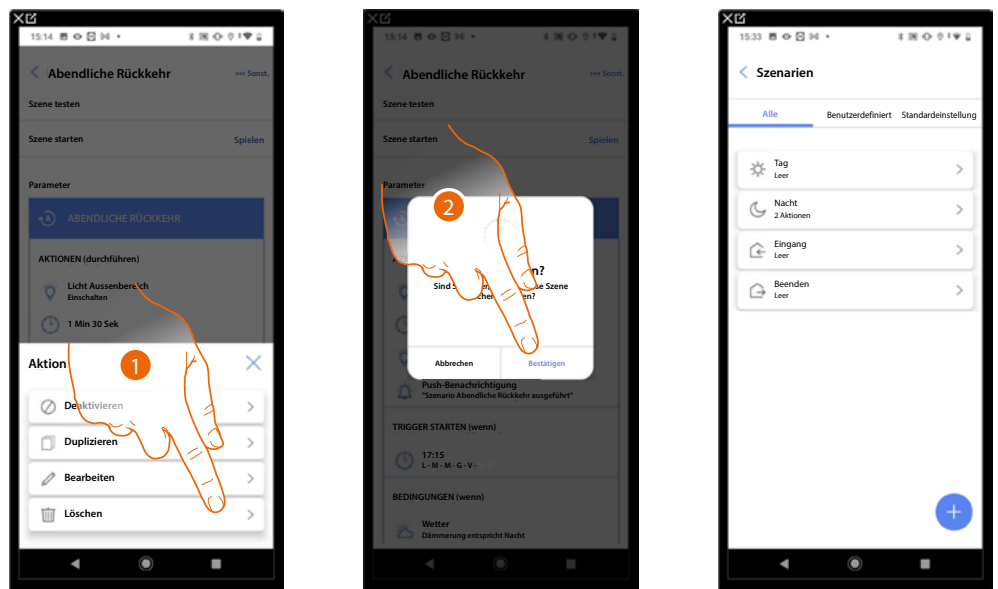 15:14
Abendliche Rückkehr
Sonst.
Szene testen
Szene starten
Spielen
Parameter
ABENDLICHE RÜCKKEHR
AKTIONEN (durchführen)
Licht Aussenbereich
Einschalten
1 Min 30 Sek
Aktion
1
Deaktivieren
Duplizieren
Bearbeiten
Löschen
15:14
Abendliche Rückkehr
Sonst.
Szene testen
Szene starten
Spielen
Parameter
2
Sind
Szene
Abbrechen
Bestätigen
Push-Benachrichtigung
"Szenario Abendliche Rückkehr ausgeführt"
TRIGGER STARTEN (wenn)
17:15
L - M - M - G - V -
BEDINGUNGEN (wenn)
Wetter
Dämmerung entspricht Nacht
15:33
Szenarien
Alle
Benutzerdefiniert
Standardeinstellung
Tag
Leer
Nacht
2 Aktionen
Eingang
Leer
Beenden
Leer